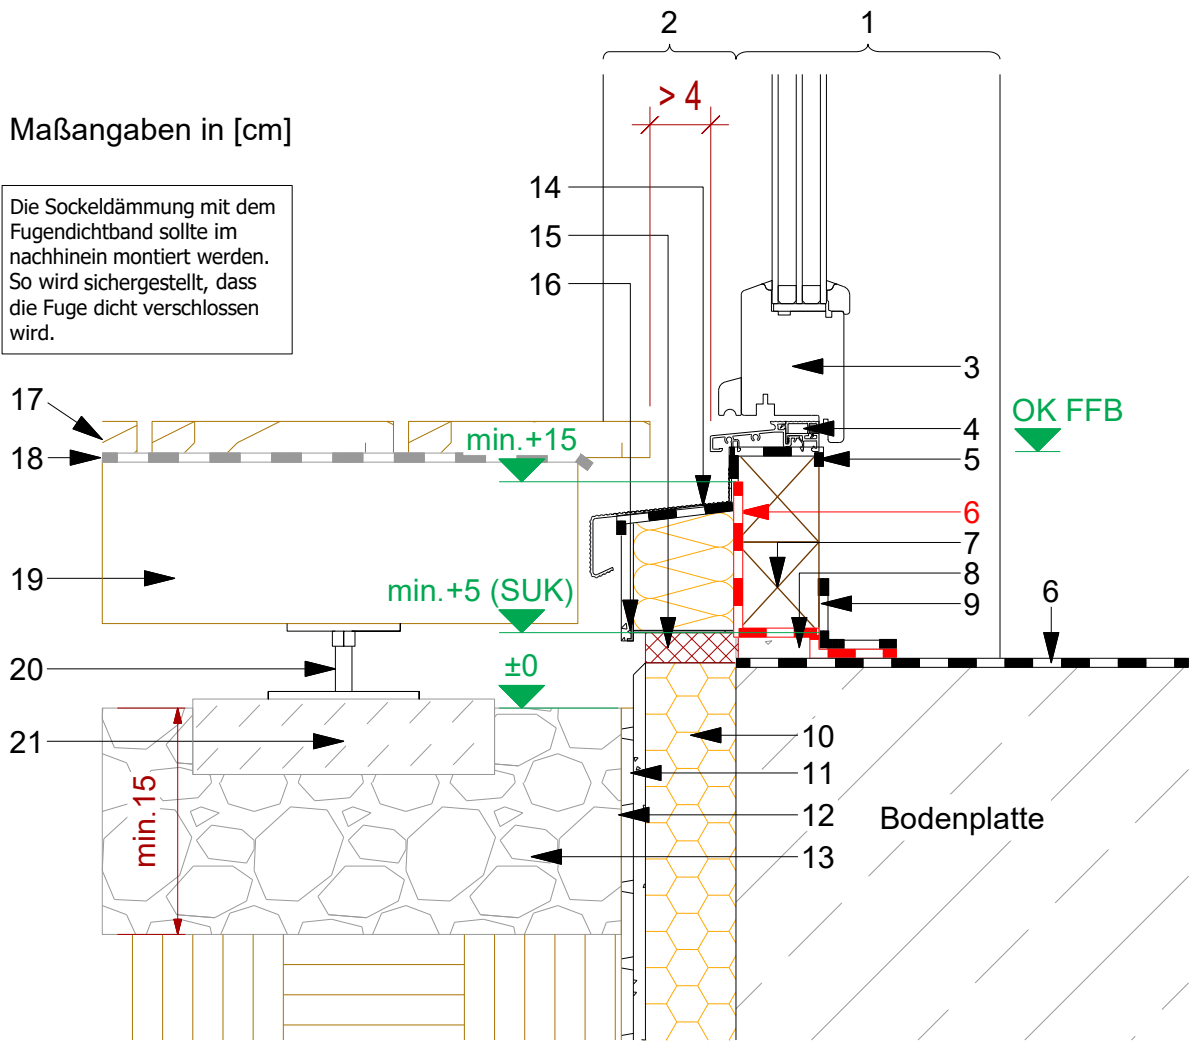 2
1
> 4
Maßangaben in [cm]
Die Sockeldämmung mit dem
Fugendichtband sollte im
nachhinein montiert werden.
So wird sichergestellt, dass
die Fuge dicht verschlossen
wird.
14
15
16
3
17
OK FFB
min.+15
4
18
5
6
7
8
19
min.+5 (SUK)
6
9
20
±0
21
10
11
min.15
12
Bodenplatte
13